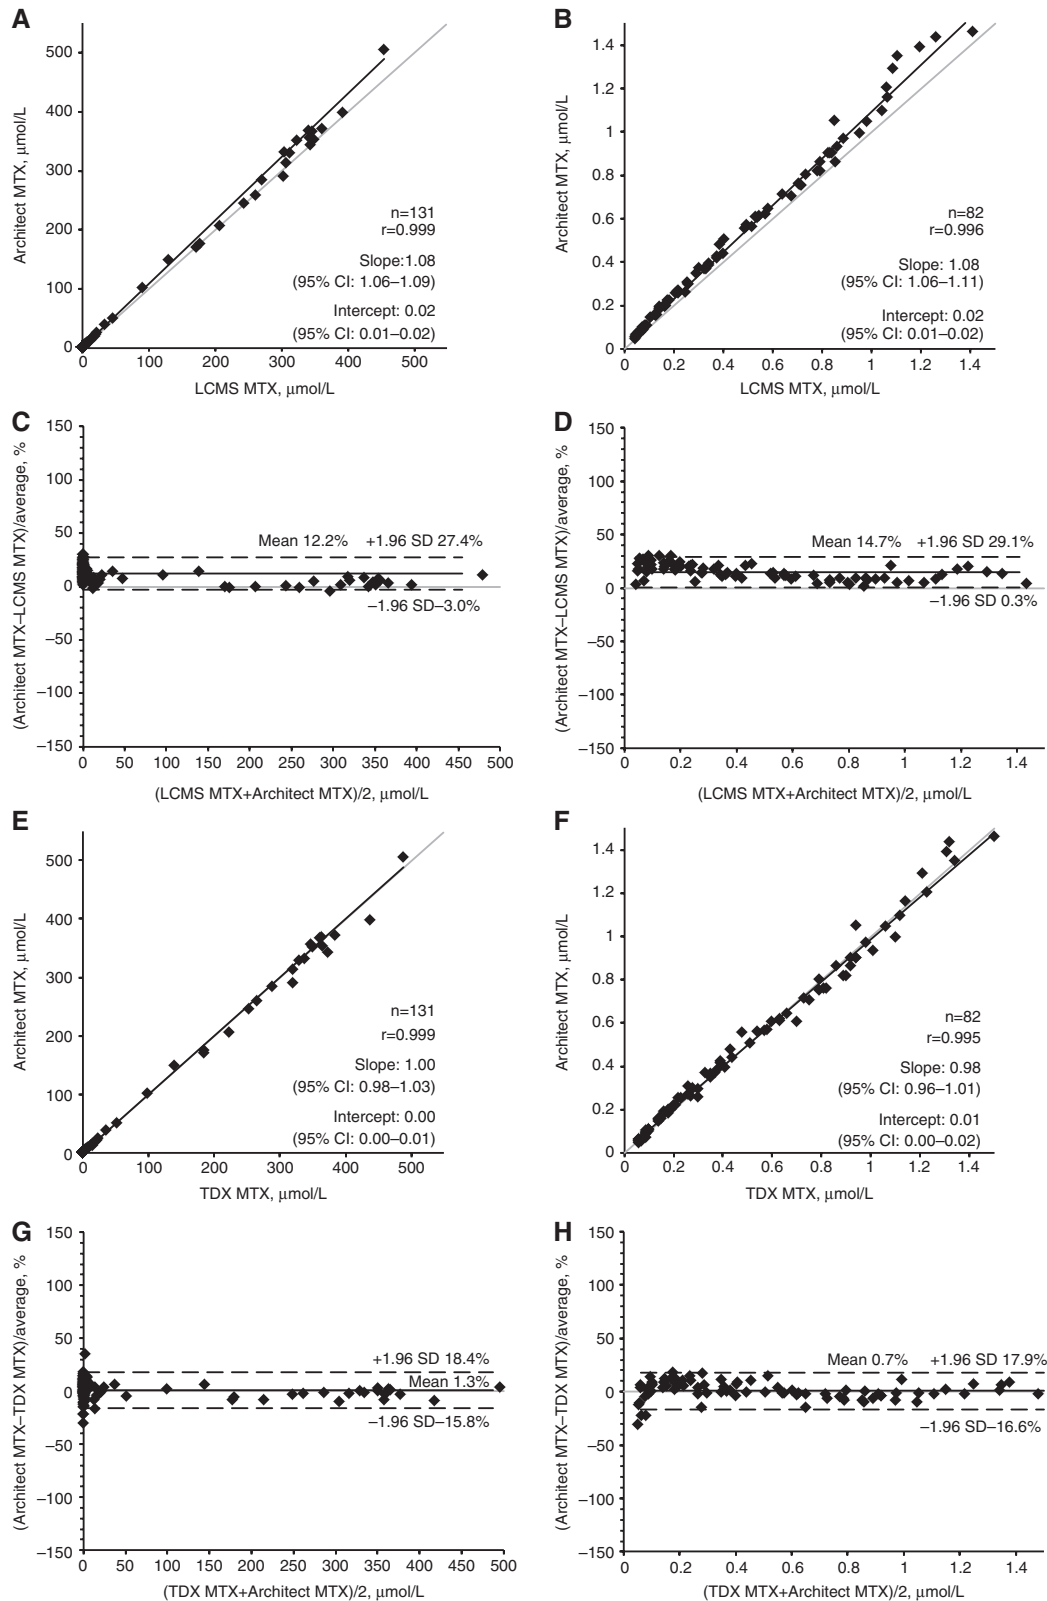 A
Architect MTX, μmol/L
500
400
300
200
100
0
n=131
r=0.999
Slope:1.08
(95% CI: 1.06–1.09)
Intercept: 0.02
(95% CI: 0.01–0.02)
0 100 200 300 400 500
LCMS MTX, μmol/L
B
Architect MTX, μmol/L
1.4
1.2
1
0.8
0.6
0.4
0.2
0
n=82
r=0.996
Slope: 1.08
(95% CI: 1.06–1.11)
Intercept: 0.02
(95% CI: 0.01–0.02)
0 0.2 0.4 0.6 0.8 1 1.2 1.4
LCMS MTX, μmol/L
C
(Architect MTX–LCMS MTX)/average, %
150
100
50
0
–50
–100
–150
Mean 12.2% +1.96 SD 27.4%
–1.96 SD–3.0%
0 50 100 150 200 250 300 350 400 450 500
(LCMS MTX+Architect MTX)/2, μmol/L
D
(Architect MTX–LCMS MTX)/average, %
150
100
50
0
–50
–100
–150
Mean 14.7% +1.96 SD 29.1%
–1.96 SD 0.3%
0 0.2 0.4 0.6 0.8 1 1.2 1.4
(LCMS MTX+Architect MTX)/2, μmol/L
E
Architect MTX, μmol/L
500
400
300
200
100
0
n=131
r=0.999
Slope: 1.00
(95% CI: 0.98–1.03)
Intercept: 0.00
(95% CI: 0.00–0.01)
0 100 200 300 400 500
TDX MTX, μmol/L
F
Architect MTX, μmol/L
1.4
1.2
1
0.8
0.6
0.4
0.2
0
n=82
r=0.995
Slope: 0.98
(95% CI: 0.96–1.01)
Intercept: 0.01
(95% CI: 0.00–0.02)
0 0.2 0.4 0.6 0.8 1 1.2 1.4
TDX MTX, μmol/L
G
(Architect MTX–TDX MTX)/average, %
150
100
50
0
–50
–100
–150
+1.96 SD 18.4%
Mean 1.3%
–1.96 SD–15.8%
0 50 100 150 200 250 300 350 400 450 500
(TDX MTX+Architect MTX)/2, μmol/L
H
(Architect MTX–TDX MTX)/average, %
150
100
50
0
–50
–100
–150
Mean 0.7% +1.96 SD 17.9%
–1.96 SD–16.6%
0 0.2 0.4 0.6 0.8 1 1.2 1.4
(TDX MTX+Architect MTX)/2, μmol/L